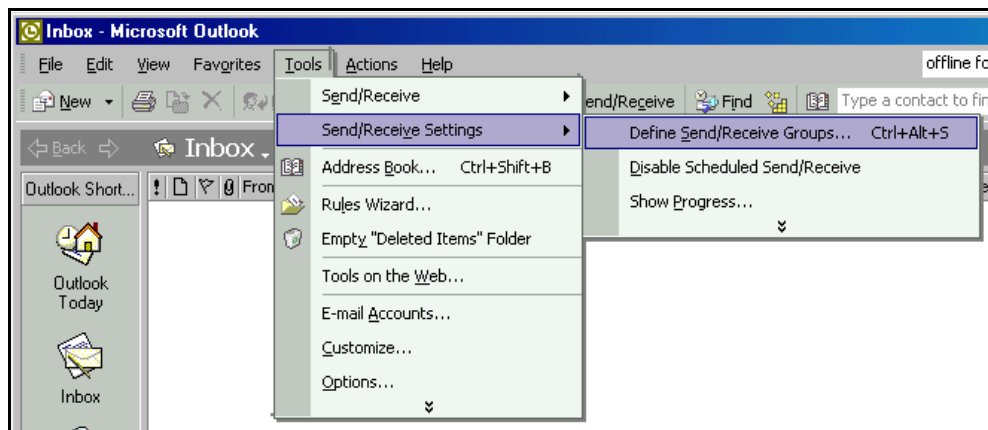 Inbox - Microsoft Outlook
File Edit View Favorites Tools Actions Help offline fo
New end/Receive Find Type a contact to fin
Back Inbox
Outlook Short... ! From
Send/Receive
Send/Receive Settings
Address Book... Ctrl+Shift+B
Rules Wizard...
Empty "Deleted Items" Folder
Tools on the Web...
E-mail Accounts...
Customize...
Options...
Define Send/Receive Groups... Ctrl+Alt+S
Disable Scheduled Send/Receive
Show Progress...
Outlook
Today
Inbox